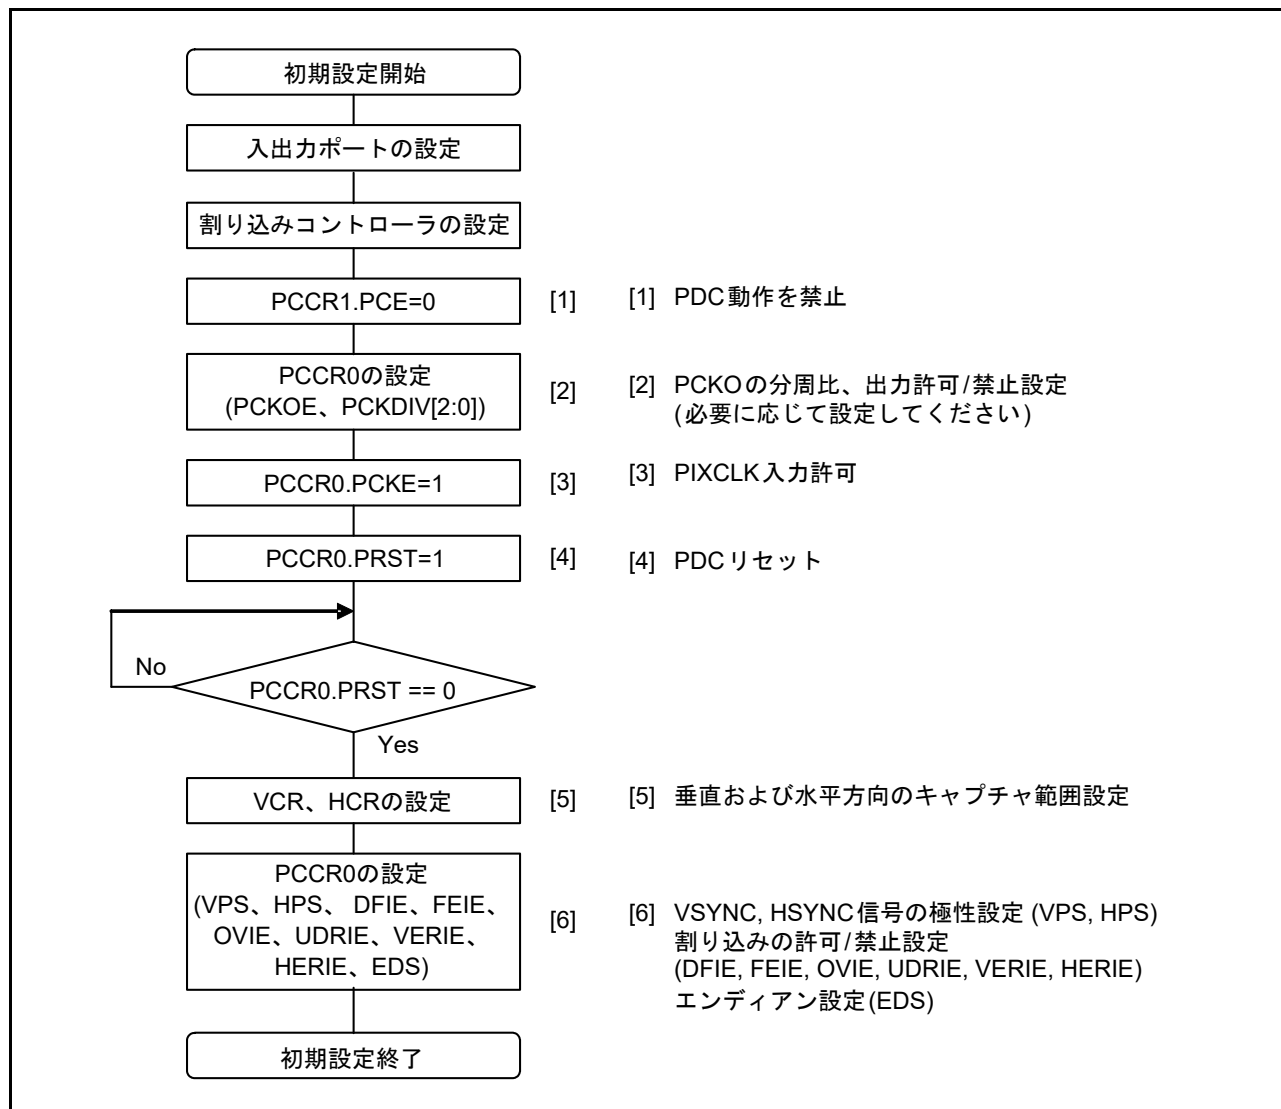 初期設定開始
入出力ポートの設定
割り込みコントローラの設定
PCCR1.PCE=0 [1] [1] PDC動作を禁止
PCCR0の設定
(PCKOE、PCKDIV[2:0])
[2] [2] PCKOの分周比、出力許可/禁止設定
(必要に応じて設定してください)
PCCR0.PCKE=1 [3] [3] PIXCLK入力許可
PCCR0.PRST=1 [4] [4] PDCリセット
No
PCCR0.PRST == 0
Yes
VCR、HCRの設定 [5] [5] 垂直および水平方向のキャプチャ範囲設定
PCCR0の設定
(VPS、HPS、 DFIE、FEIE、
OVIE、UDRIE、VERIE、
HERIE、EDS)
[6] [6] VSYNC, HSYNC信号の極性設定 (VPS, HPS)
割り込みの許可/禁止設定
(DFIE, FEIE, OVIE, UDRIE, VERIE, HERIE)
エンディアン設定(EDS)
初期設定終了